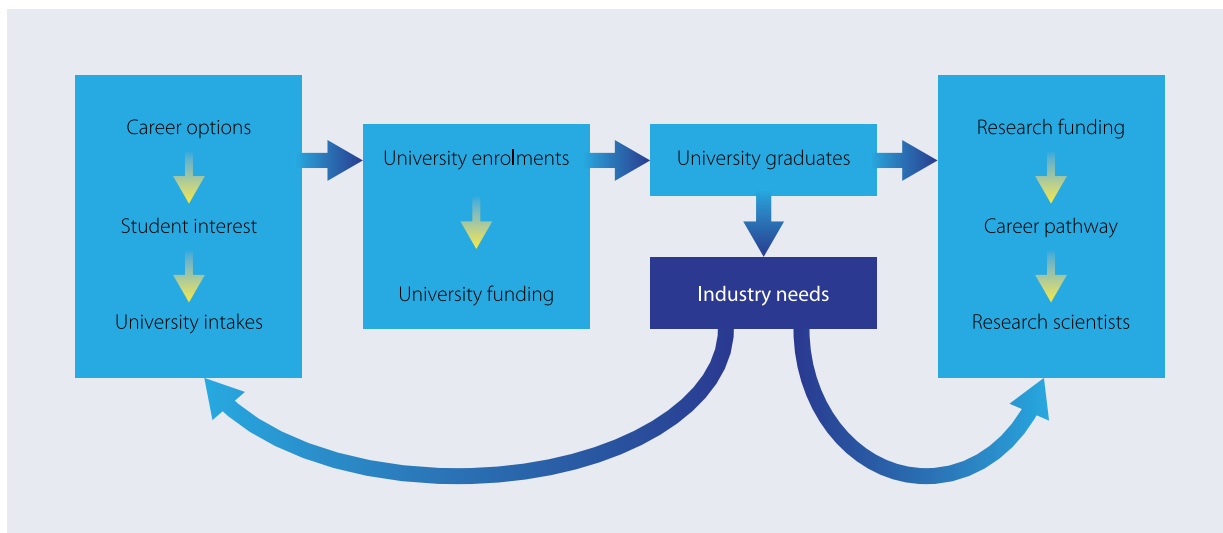 Career options
Student interest
University intakes
University enrolments
University funding
University graduates
Industry needs
Research funding
Career pathway
Research scientists